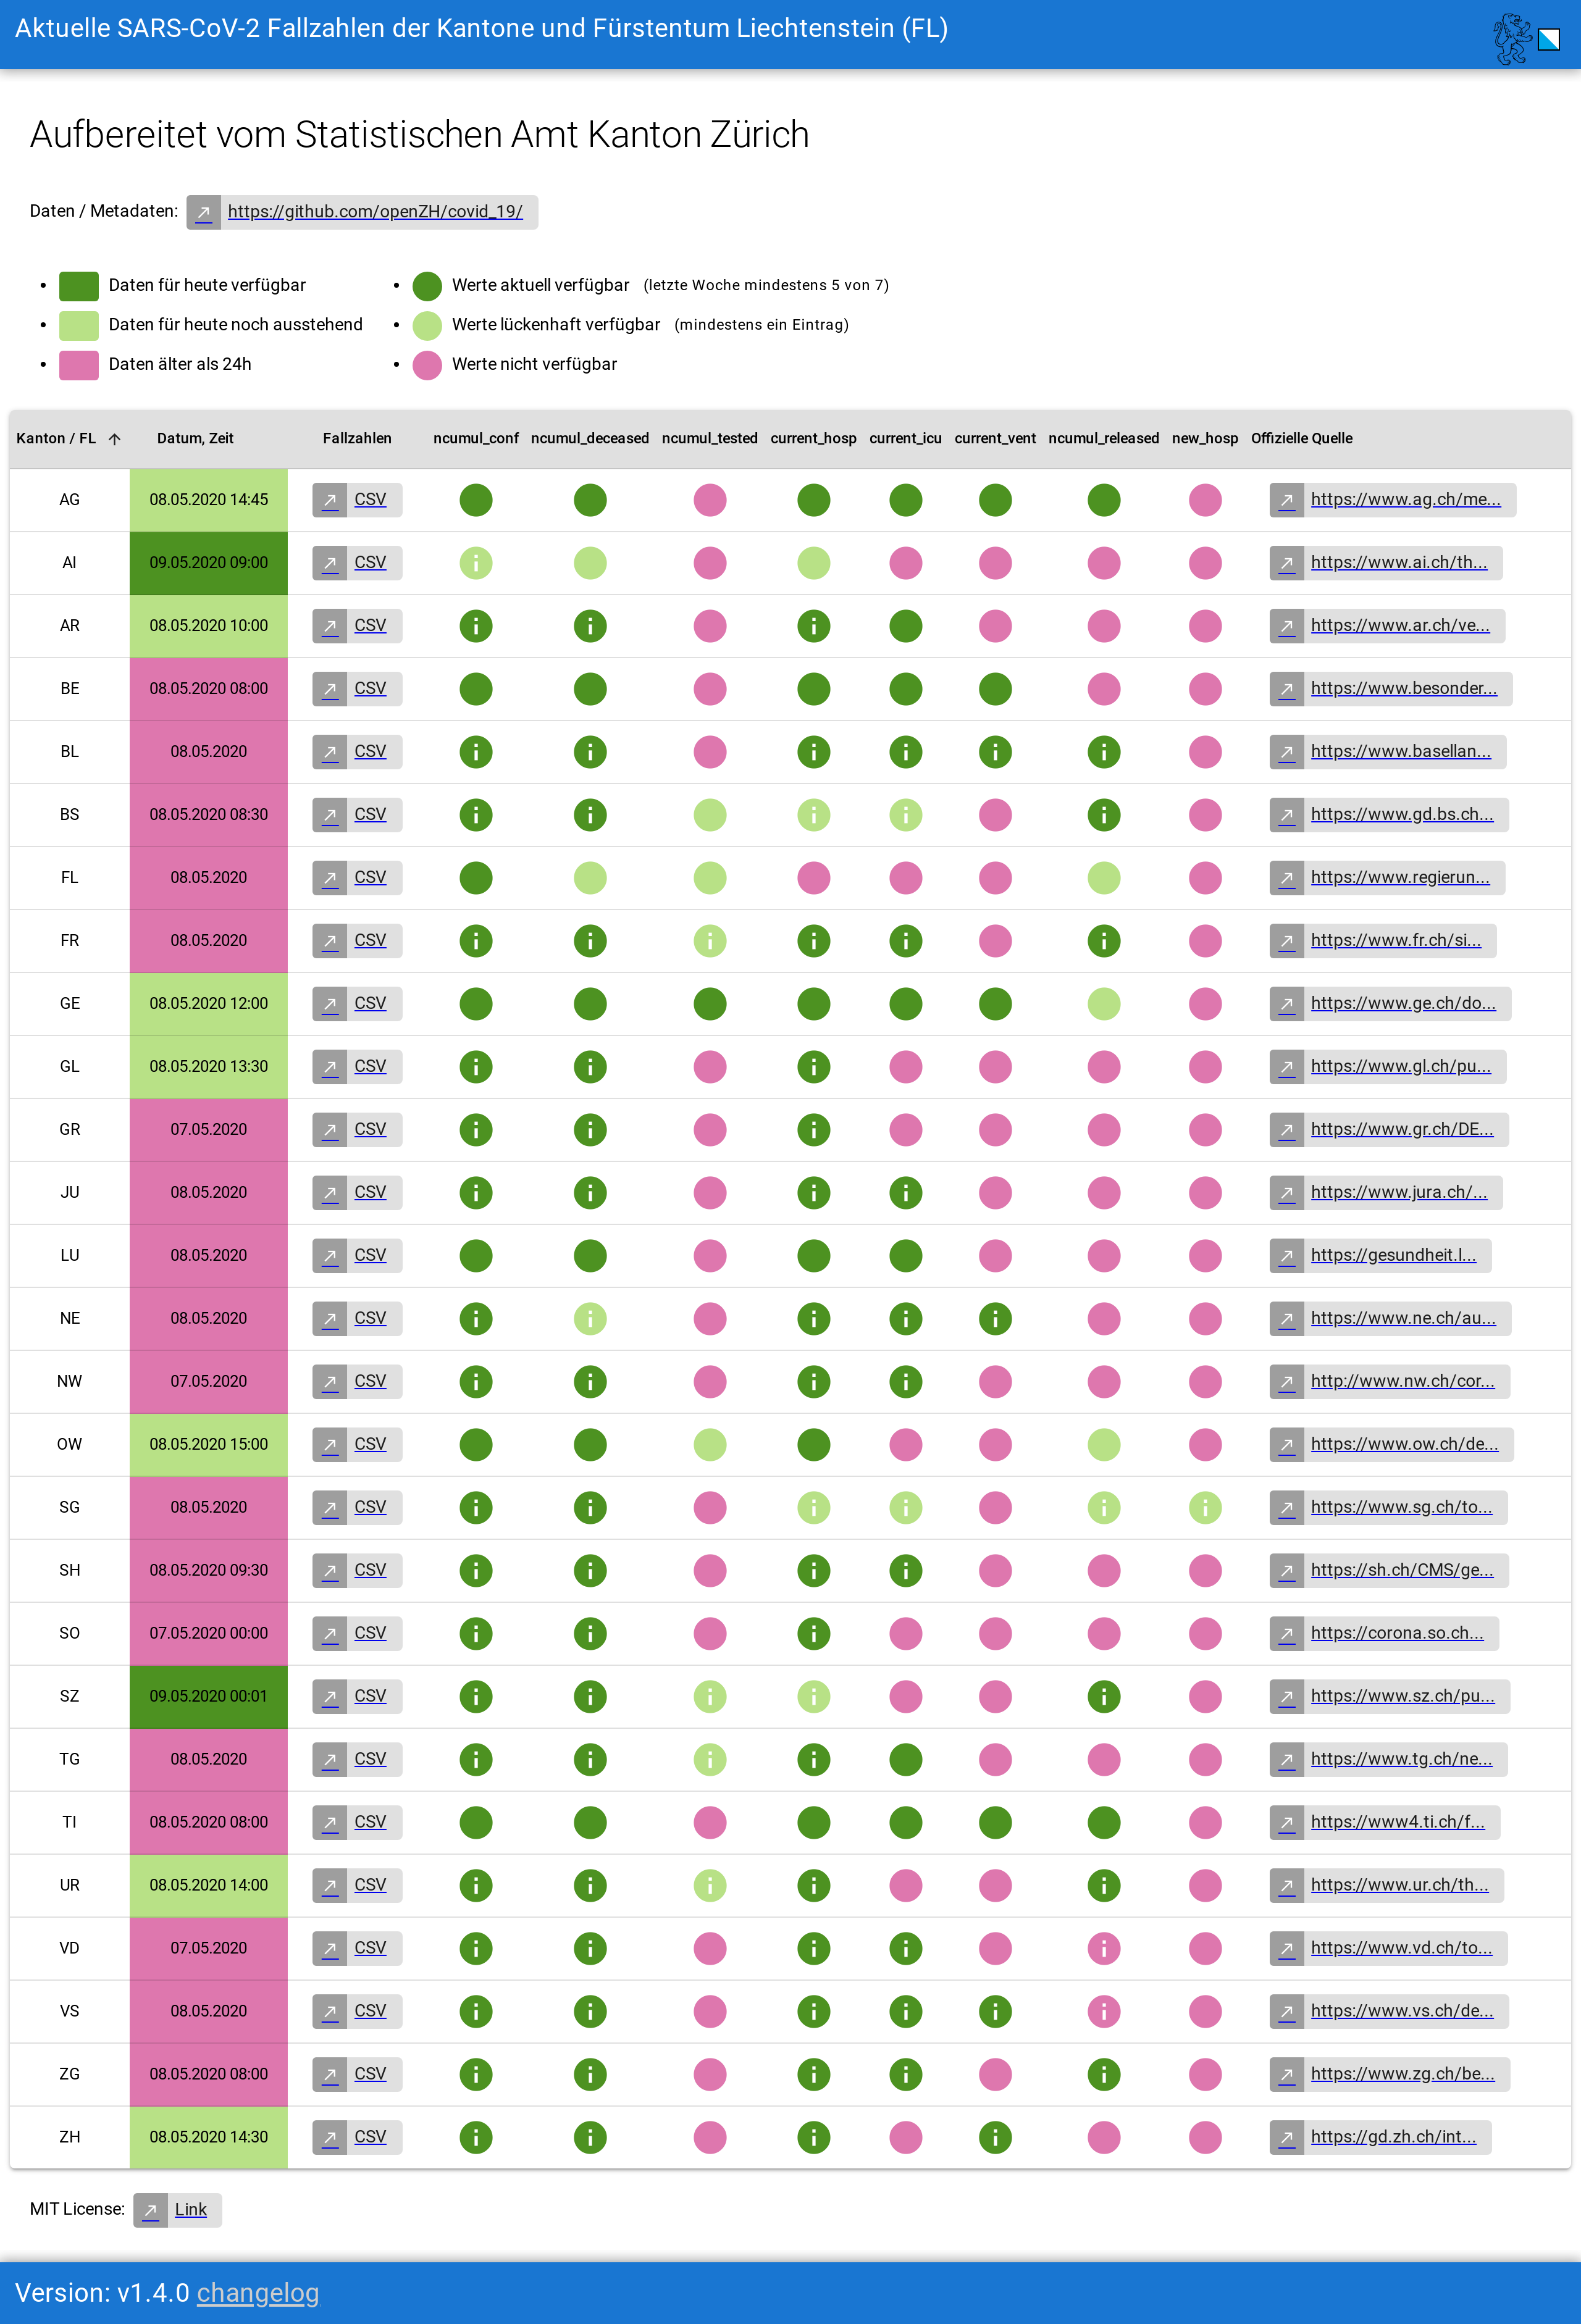 Aktuelle SARS-CoV-2 Fallzahlen der Kantone und Fürstentum Liechtenstein (FL)
Aufbereitet vom Statistischen Amt Kanton Zürich
Daten / Metadaten: https://github.com/openZH/covid_19/
Daten für heute verfügbar
Daten für heute noch ausstehend
Daten älter als 24h
Werte aktuell verfügbar (letzte Woche mindestens 5 von 7)
Werte lückenhaft verfügbar (mindestens ein Eintrag)
Werte nicht verfügbar
Kanton / FL Datum, Zeit Fallzahlen ncumul_conf ncumul_deceased ncumul_tested current_hosp current_icu current_vent ncumul_released new_hosp Offizielle Quelle
AG 08.05.2020 14:45 CSV https://www.ag.ch/me...
AI 09.05.2020 09:00 CSV https://www.ai.ch/th...
AR 08.05.2020 10:00 CSV https://www.ar.ch/ve...
BE 08.05.2020 08:00 CSV https://www.besonder...
BL 08.05.2020 CSV https://www.basellan...
BS 08.05.2020 08:30 CSV https://www.gd.bs.ch...
FL 08.05.2020 CSV https://www.regierun...
FR 08.05.2020 CSV https://www.fr.ch/si...
GE 08.05.2020 12:00 CSV https://www.ge.ch/do...
GL 08.05.2020 13:30 CSV https://www.gl.ch/pu...
GR 07.05.2020 CSV https://www.gr.ch/DE...
JU 08.05.2020 CSV https://www.jura.ch/...
LU 08.05.2020 CSV https://gesundheit.l...
NE 08.05.2020 CSV https://www.ne.ch/au...
NW 07.05.2020 CSV http://www.nw.ch/cor...
OW 08.05.2020 15:00 CSV https://www.ow.ch/de...
SG 08.05.2020 CSV https://www.sg.ch/to...
SH 08.05.2020 09:30 CSV https://sh.ch/CMS/ge...
SO 07.05.2020 00:00 CSV https://corona.so.ch...
SZ 09.05.2020 00:01 CSV https://www.sz.ch/pu...
TG 08.05.2020 CSV https://www.tg.ch/ne...
TI 08.05.2020 08:00 CSV https://www4.ti.ch/f...
UR 08.05.2020 14:00 CSV https://www.ur.ch/th...
VD 07.05.2020 CSV https://www.vd.ch/to...
VS 08.05.2020 CSV https://www.vs.ch/de...
ZG 08.05.2020 08:00 CSV https://www.zg.ch/be...
ZH 08.05.2020 14:30 CSV https://gd.zh.ch/int...
MIT License: Link
Version: v1.4.0 changelog